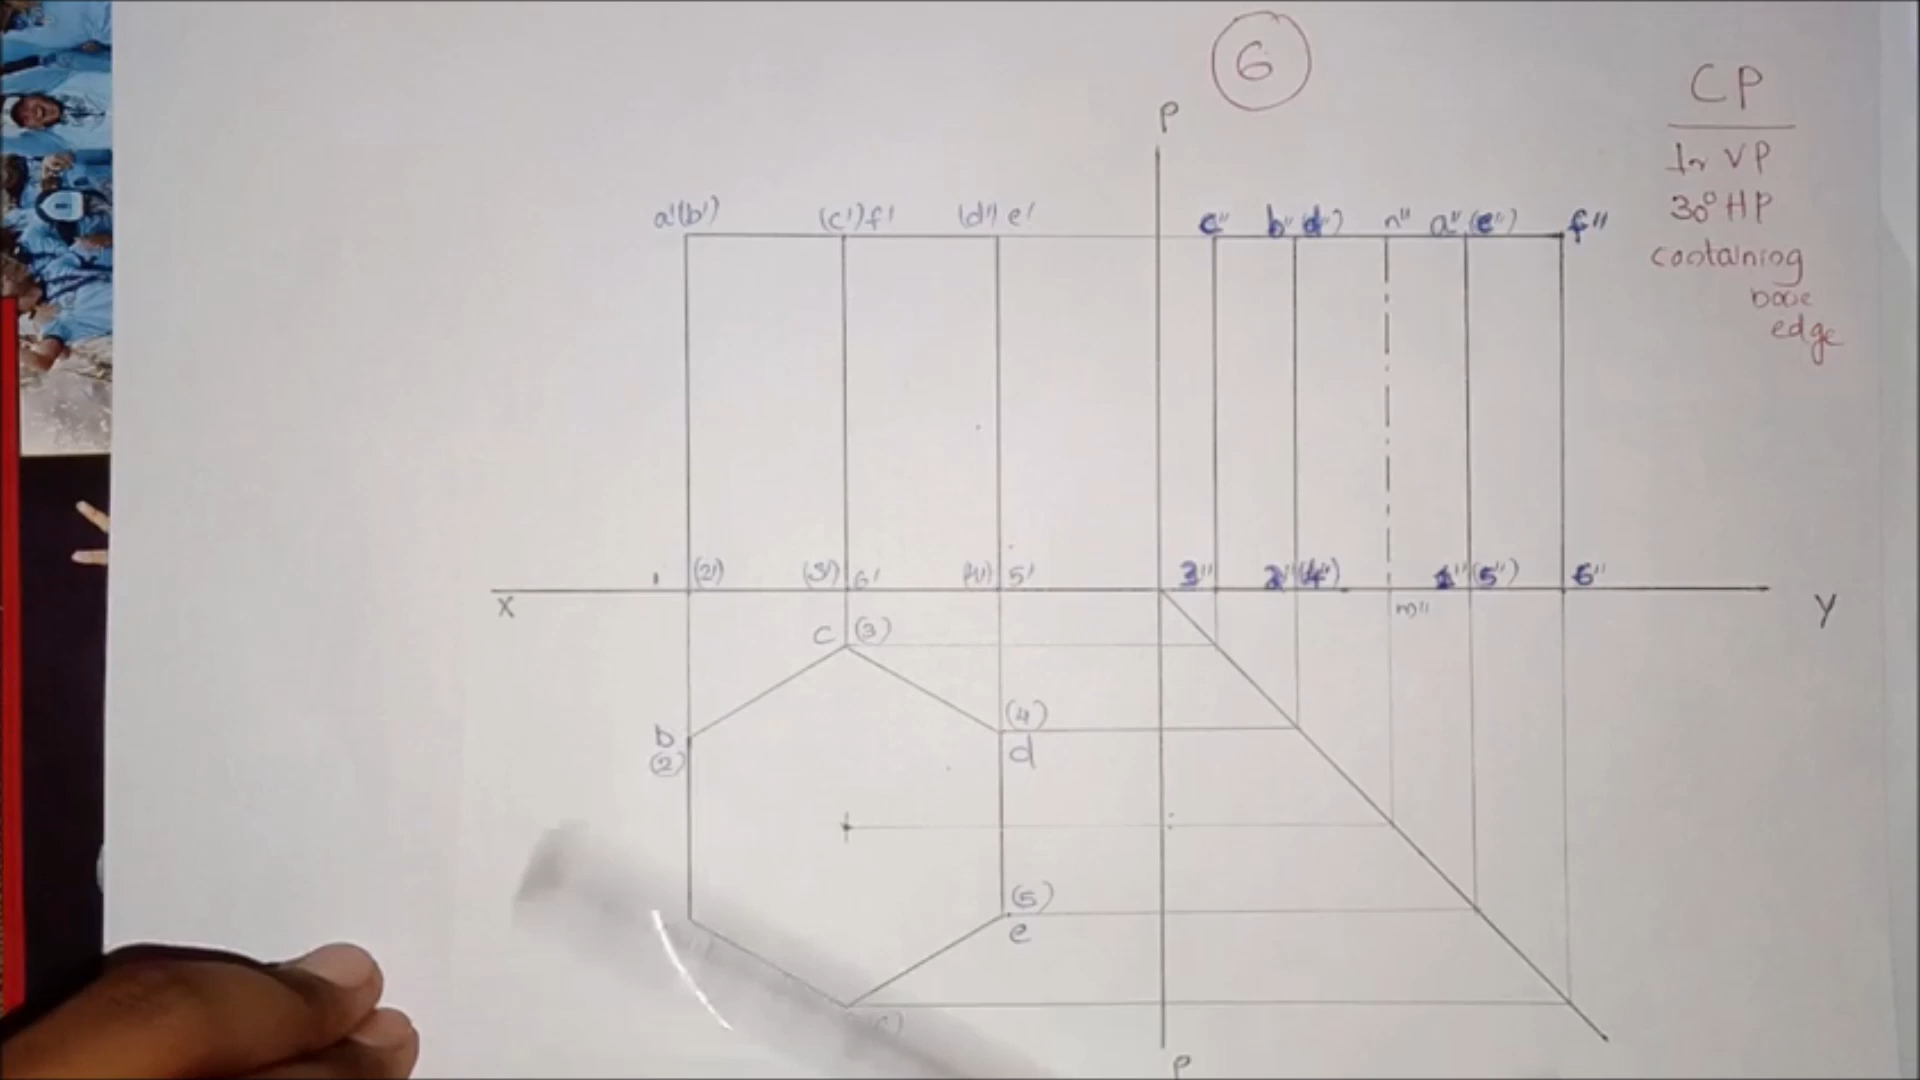 6
CP
P
⊥r VP
30° HP
containing
base
edge
a'(b') (c')f' (d')e' c" b"(d") n" a"(e") f"
(2') (3') 6' (4') 5' 3" 2"(4") 1"(5") 6"
X m" Y
c (3)
(4)
b d
(2)
(5)
e
P